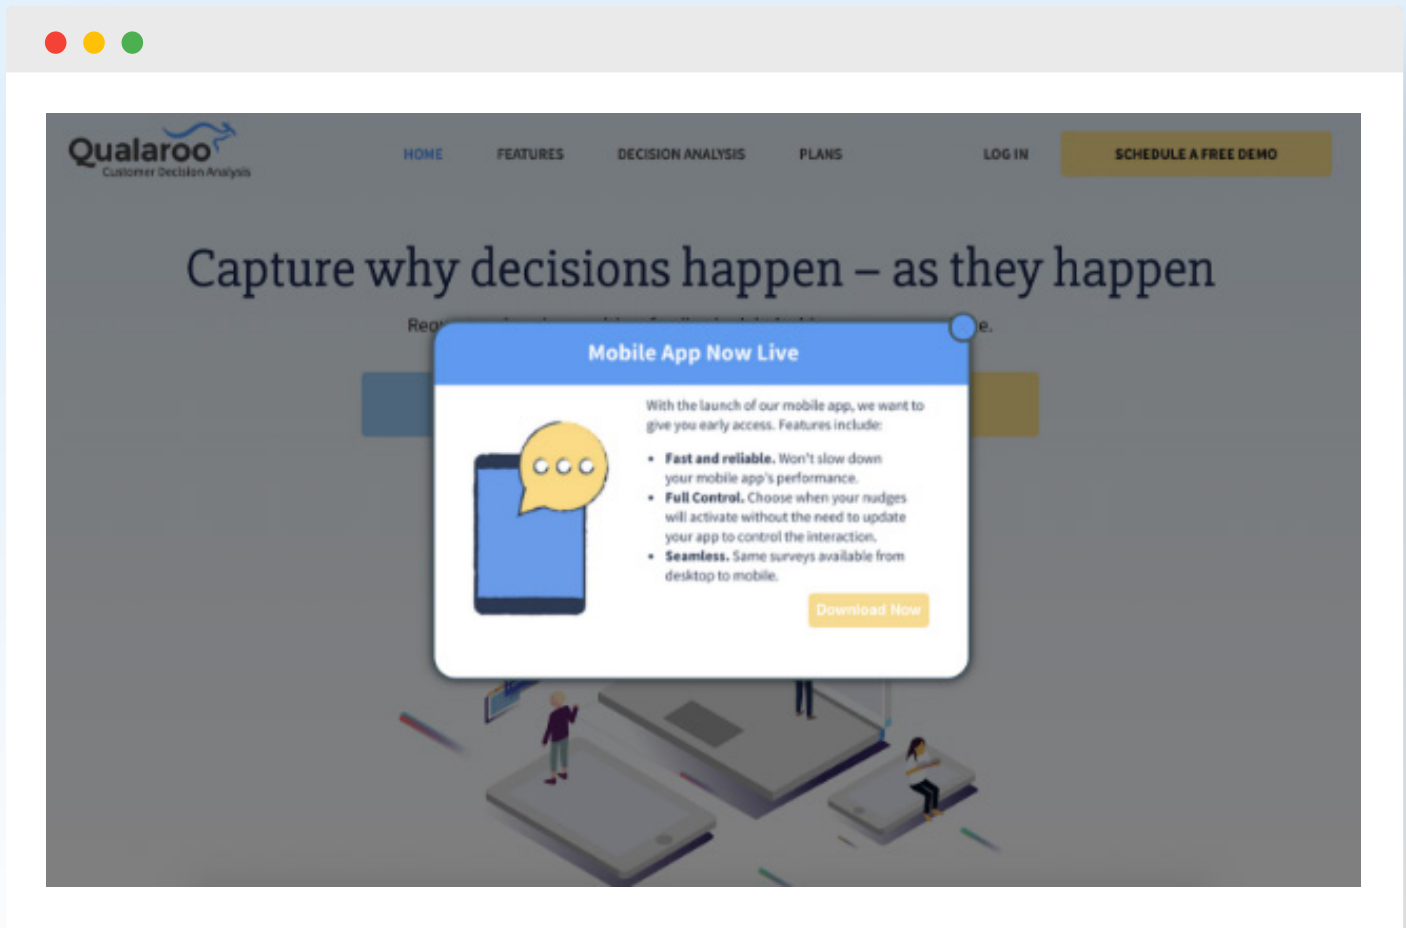 Qualaroo
Customer Decision Analysis
HOME
FEATURES
DECISION ANALYSIS
PLANS
LOG IN
SCHEDULE A FREE DEMO
Capture why decisions happen – as they happen
e.
Mobile App Now Live
With the launch of our mobile app, we want to
give you early access. Features include:
• Fast and reliable. Won't slow down
your mobile app's performance.
• Full Control. Choose when your nudges
will activate without the need to update
your app to control the interaction.
• Seamless. Same surveys available from
desktop to mobile.
Download Now